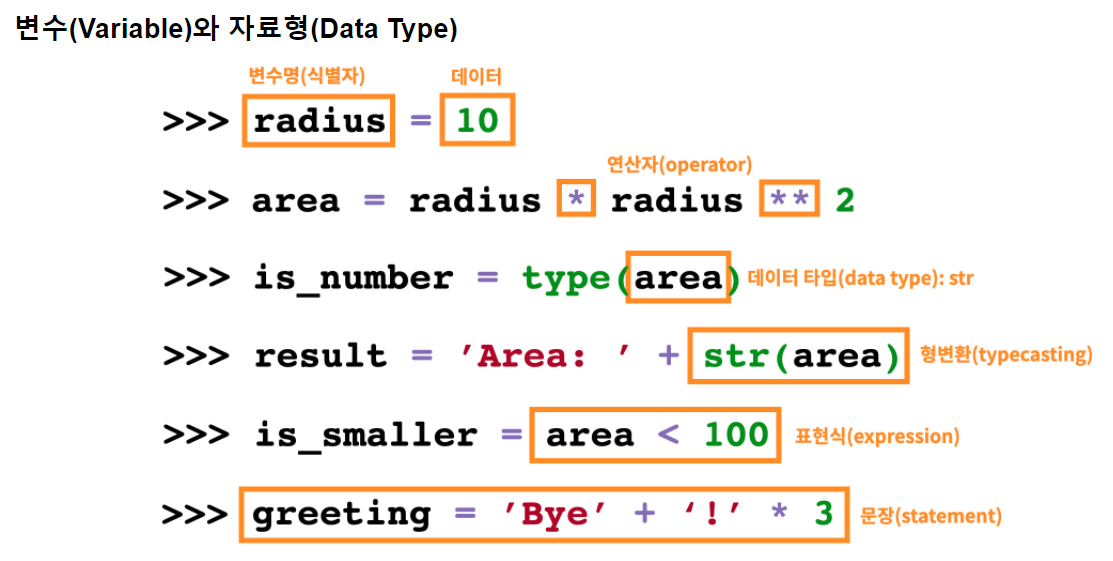 변수(Variable)와 자료형(Data Type)
변수명(식별자) 데이터
>>> radius = 10
연산자(operator)
>>> area = radius * radius ** 2
>>> is_number = type(area) 데이터 타입(data type): str
>>> result = ’Area: ’ + str(area) 형변환(typecasting)
>>> is_smaller = area < 100 표현식(expression)
>>> greeting = ’Bye’ + ‘!’ * 3 문장(statement)